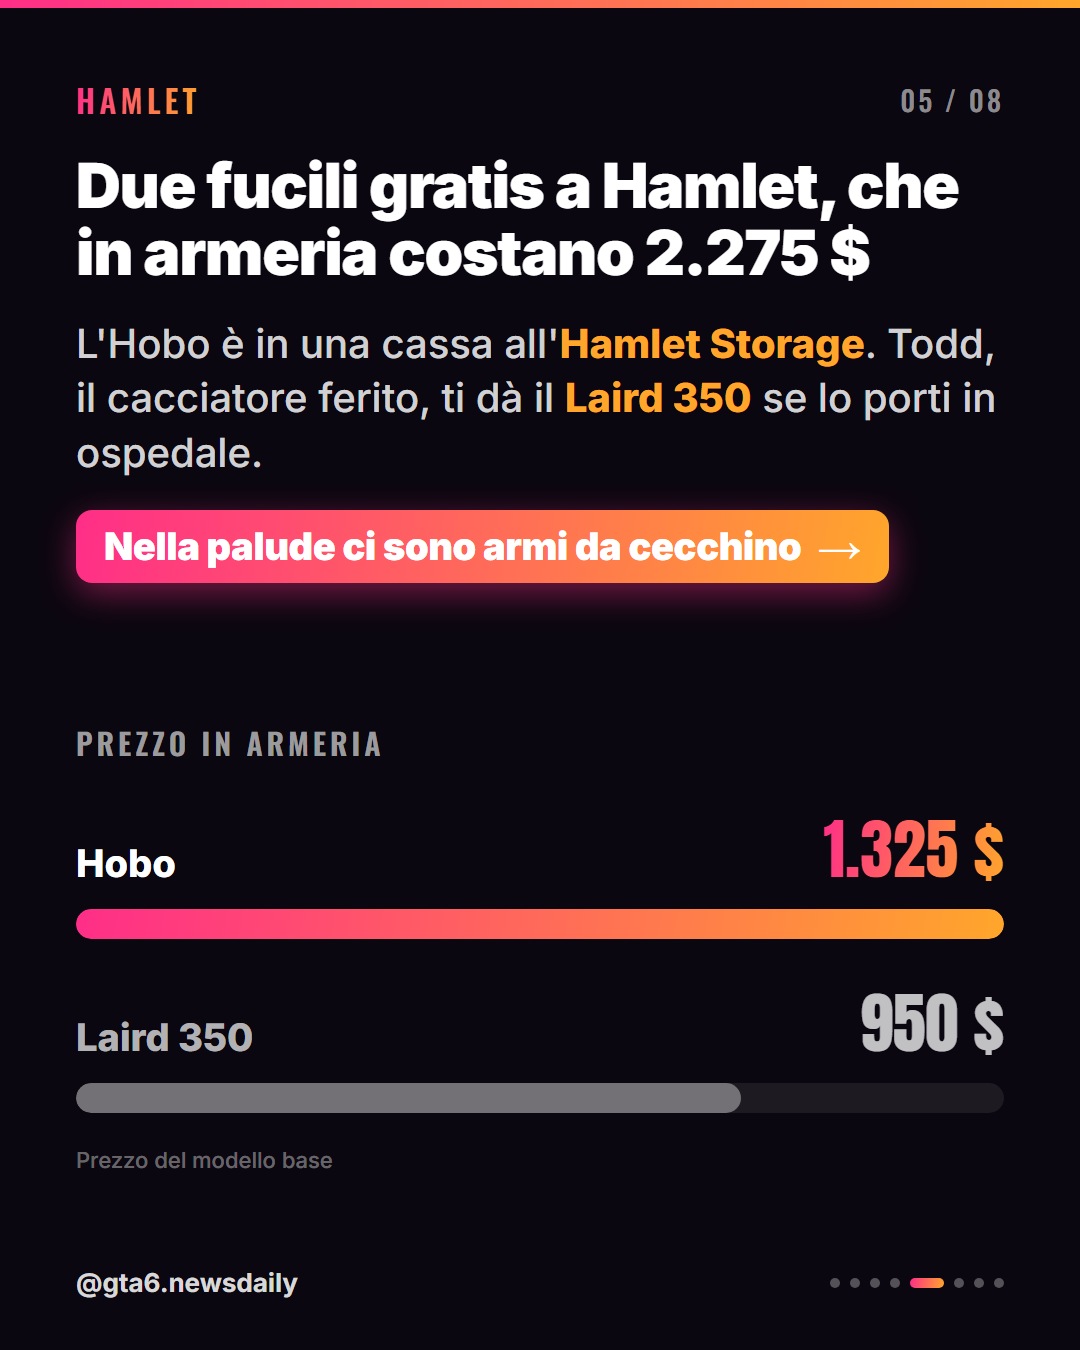 HAMLET
05 / 08
Due fucili gratis a Hamlet, che
in armeria costano 2.275 $
L'Hobo è in una cassa all'Hamlet Storage. Todd,
il cacciatore ferito, ti dà il Laird 350 se lo porti in
ospedale.
Nella palude ci sono armi da cecchino →
PREZZO IN ARMERIA
Hobo
1.325 $
Laird 350
950 $
Prezzo del modello base
@gta6.newsdaily